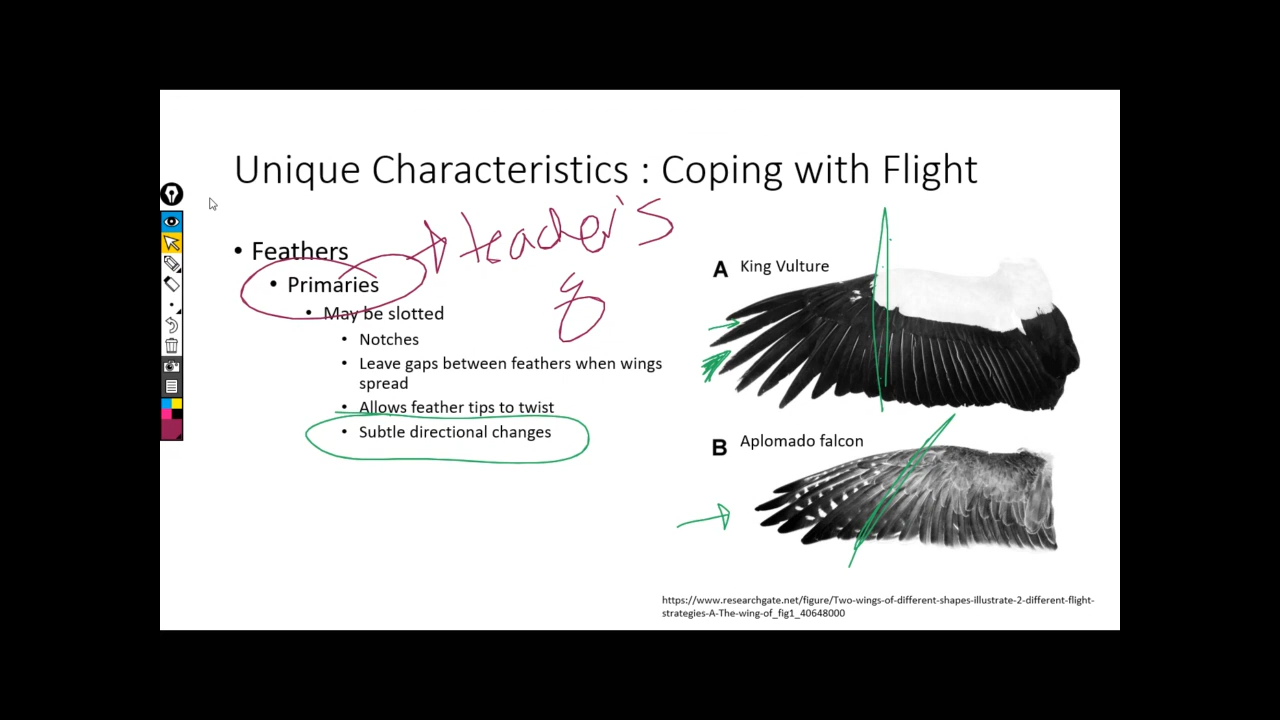 Unique Characteristics : Coping with Flight
teacher's
8
• Feathers
• Primaries
• May be slotted
• Notches
• Leave gaps between feathers when wings
spread
• Allows feather tips to twist
• Subtle directional changes
A King Vulture
B Aplomado falcon
https://www.researchgate.net/figure/Two-wings-of-different-shapes-illustrate-2-different-flight-
strategies-A-The-wing-of_fig1_40648000